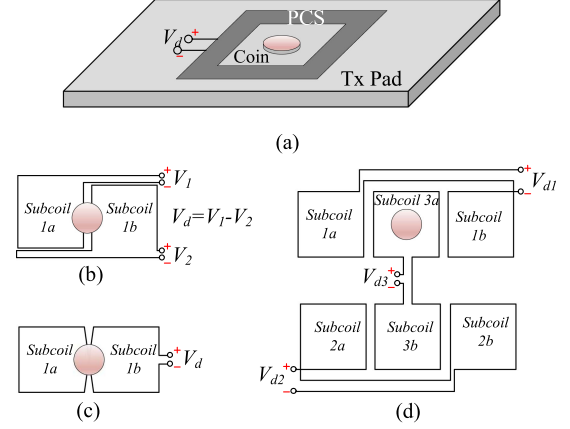 PCS
V_d
+
−
Coin
Tx Pad
(a)
+
− V_1
Subcoil
1a
Subcoil
1b
V_d=V_1-V_2
+
− V_2
(b)
Subcoil
1a
Subcoil
1b
+
− V_d
(c)
+
− V_d1
Subcoil
1a
Subcoil 3a
Subcoil
1b
V_d3 +
−
Subcoil
2a
Subcoil
3b
Subcoil
2b
V_d2 +
−
(d)